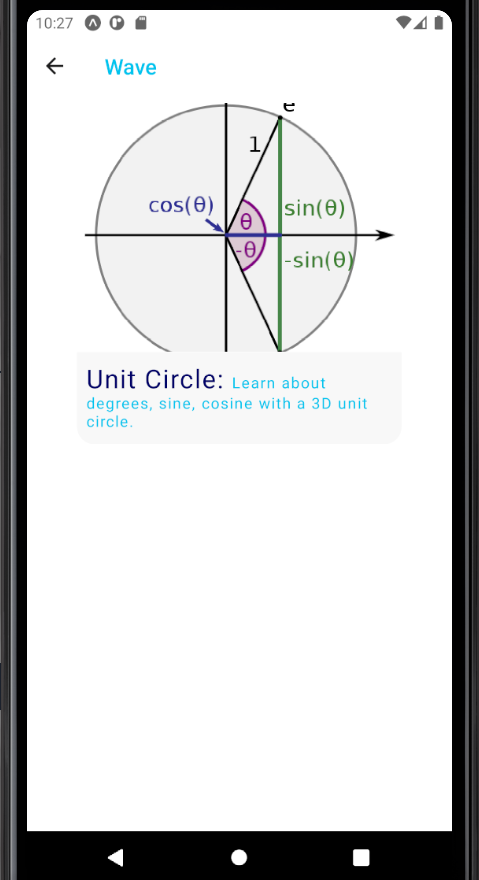 10:27
Wave
e
1
cos(θ)
sin(θ)
θ
-θ
-sin(θ)
Unit Circle: Learn about
degrees, sine, cosine with a 3D unit
circle.